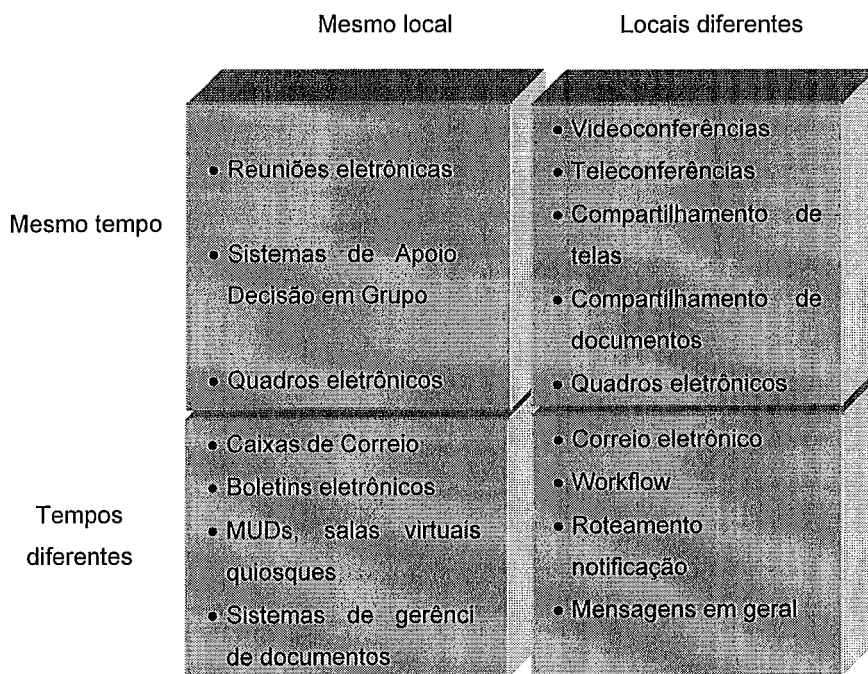 Mesmo local
Locais diferentes
Mesmo tempo
• Reuniões eletrônicas
• Sistemas de Apoio
Decisão em Grupo
• Quadros eletrônicos
• Videoconferências
• Teleconferências
• Compartilhamento de
telas
• Compartilhamento de
documentos
• Quadros eletrônicos
Tempos
diferentes
• Caixas de Correio
• Boletins eletrônicos
• MUDs, salas virtuais
quiosques
• Sistemas de gerênci
de documentos
• Correio eletrônico
• Workflow
• Roteamento
notificação
• Mensagens em geral